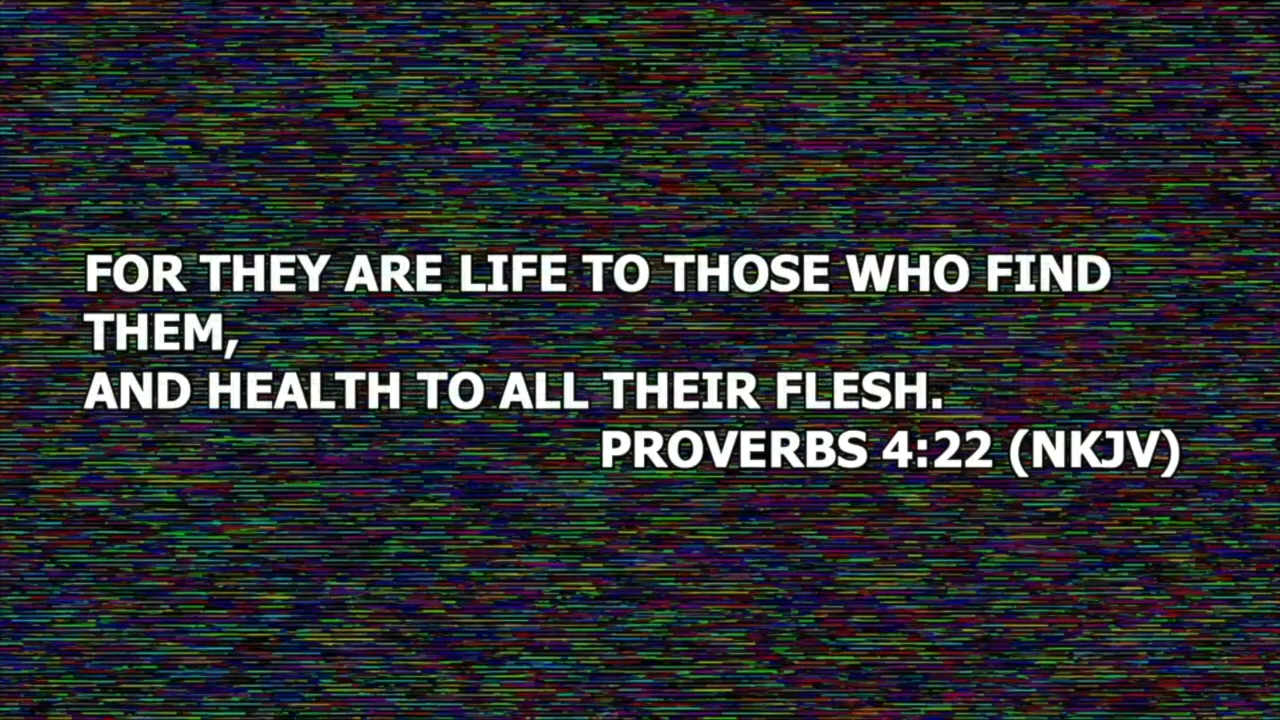 FOR THEY ARE LIFE TO THOSE WHO FIND
THEM,
AND HEALTH TO ALL THEIR FLESH.
PROVERBS 4:22 (NKJV)